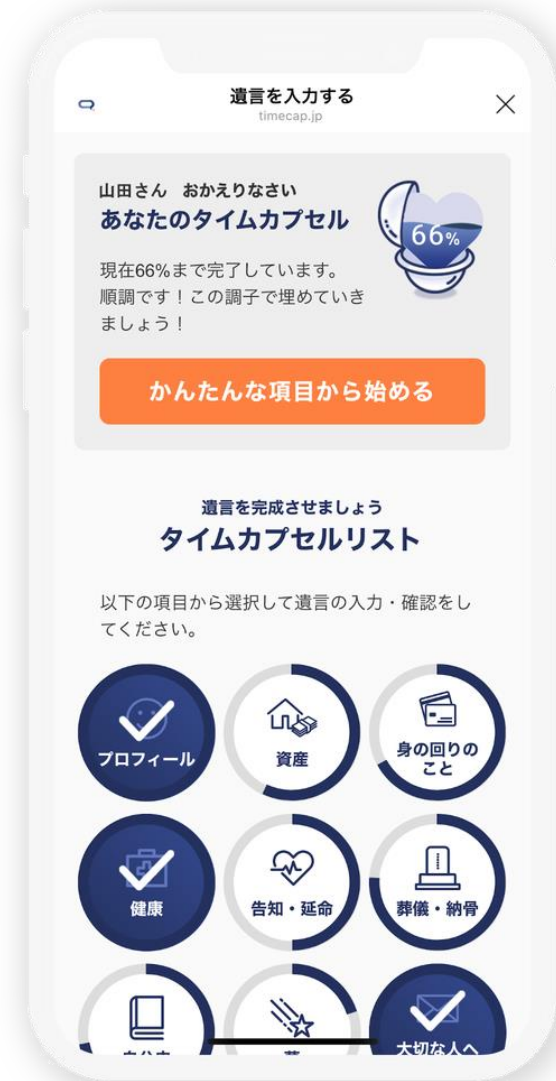 遺言を入力する
timecap.jp
山田さん おかえりなさい
あなたのタイムカプセル
66%
現在66%まで完了しています。
順調です！この調子で埋めていき
ましょう！
かんたんな項目から始める
遺言を完成させましょう
タイムカプセルリスト
以下の項目から選択して遺言の入力・確認をし
てください。
プロフィール
資産
身の回りの
こと
健康
告知・延命
葬儀・納骨
大切な人へ